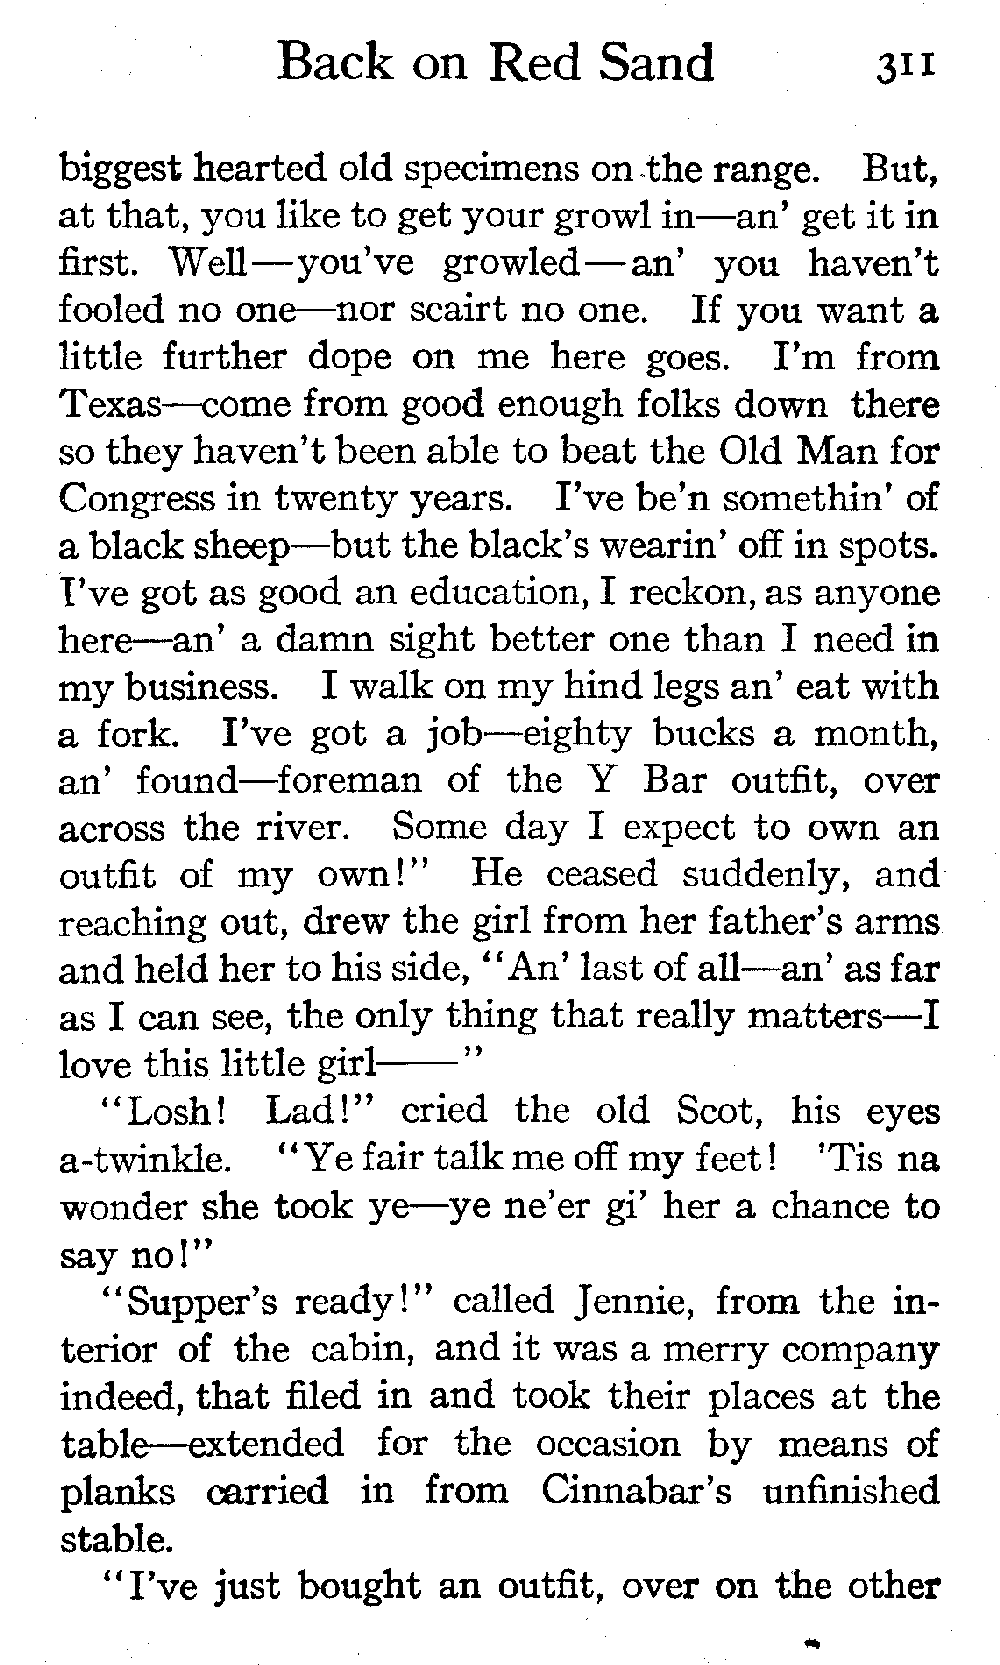 Back on Red Sand 311
biggest hearted old specimens on the range. But,
at that, you like to get your growl in—an' get it in
first. Well—you've growled—an' you haven't
fooled no one—nor scairt no one. If you want a
little further dope on me here goes. I'm from
Texas—come from good enough folks down there
so they haven't been able to beat the Old Man for
Congress in twenty years. I've be'n somethin' of
a black sheep—but the black's wearin' off in spots.
I've got as good an education, I reckon, as anyone
here—an' a damn sight better one than I need in
my business. I walk on my hind legs an' eat with
a fork. I've got a job—eighty bucks a month,
an' found—foreman of the Y Bar outfit, over
across the river. Some day I expect to own an
outfit of my own!" He ceased suddenly, and
reaching out, drew the girl from her father's arms
and held her to his side, "An' last of all—an' as far
as I can see, the only thing that really matters—I
love this little girl——"
"Losh! Lad!" cried the old Scot, his eyes
a-twinkle. "Ye fair talk me off my feet! 'Tis na
wonder she took ye—ye ne'er gi' her a chance to
say no!"
"Supper's ready!" called Jennie, from the in-
terior of the cabin, and it was a merry company
indeed, that filed in and took their places at the
table—extended for the occasion by means of
planks carried in from Cinnabar's unfinished
stable.
"I've just bought an outfit, over on the other